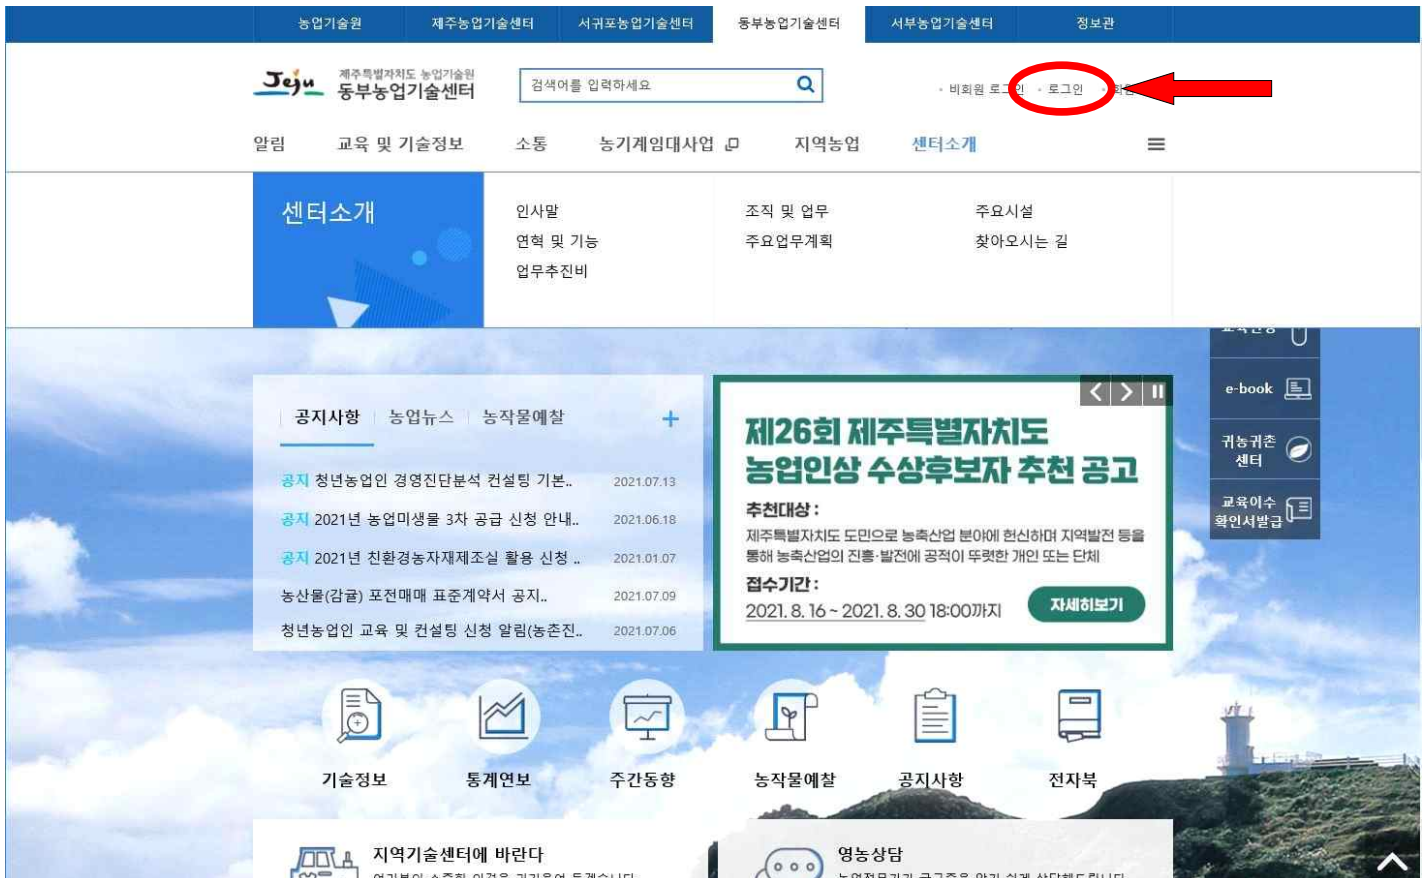 농업기술원 제주농업기술센터 서귀포농업기술센터 동부농업기술센터 서부농업기술센터 정보관
Jeju 제주특별자치도 농업기술원
동부농업기술센터
검색어를 입력하세요
비회원 로그인 로그인
알림 교육 및 기술정보 소통 농기계임대사업 지역농업 센터소개
센터소개
인사말 조직 및 업무 주요시설
연혁 및 기능 주요업무계획 찾아오시는 길
업무추진비
e-book
귀농귀촌
센터
교육이수
확인서발급
공지사항 농업뉴스 농작물예찰 +
공지 청년농업인 경영진단분석 컨설팅 기본.. 2021.07.13
공지 2021년 농업미생물 3차 공급 신청 안내.. 2021.06.18
공지 2021년 친환경농자재제조실 활용 신청 .. 2021.01.07
농산물(감귤) 포전매매 표준계약서 공지.. 2021.07.09
청년농업인 교육 및 컨설팅 신청 알림(농촌진.. 2021.07.06
제26회 제주특별자치도
농업인상 수상후보자 추천 공고
추천대상 :
제주특별자치도 도민으로 농축산업 분야에 헌신하며 지역발전 등을
통해 농축산업의 진흥·발전에 공적이 뚜렷한 개인 또는 단체
접수기간 :
2021. 8. 16 ~ 2021. 8. 30 18:00까지
자세히보기
기술정보 통계연보 주간동향 농작물예찰 공지사항 전자북
지역기술센터에 바란다
영농상담